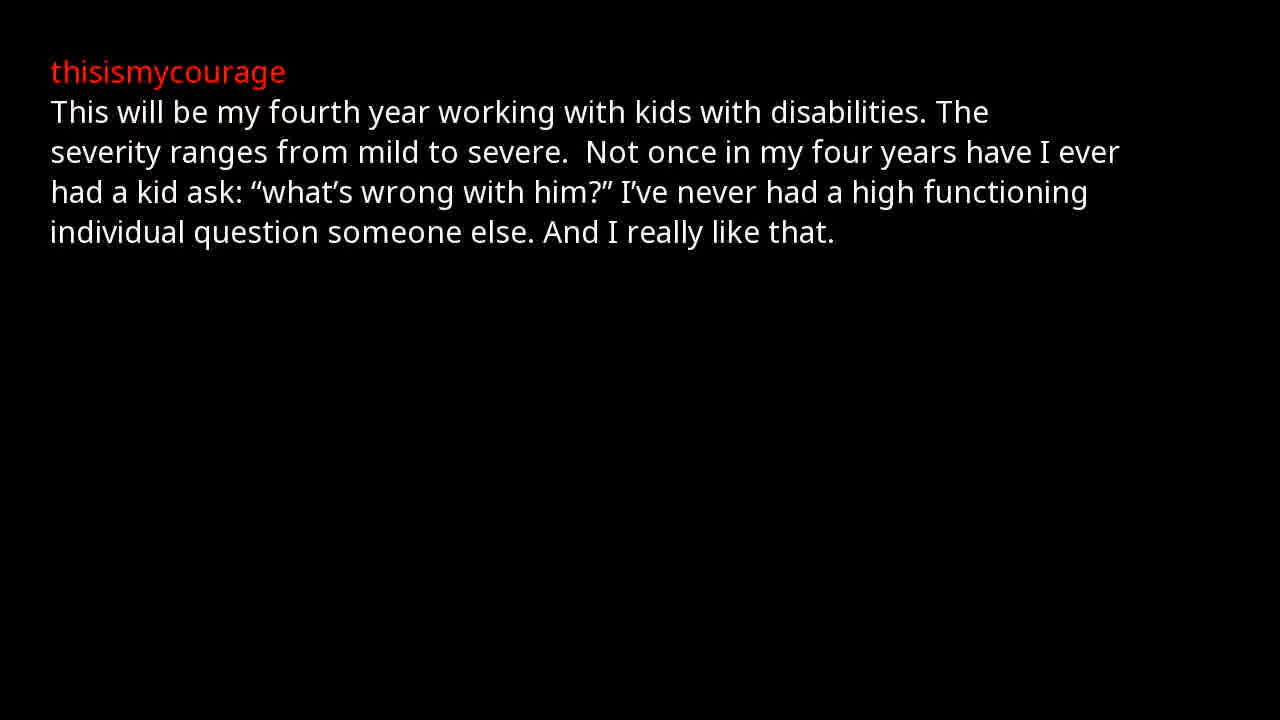 thisismycourage
This will be my fourth year working with kids with disabilities. The
severity ranges from mild to severe.  Not once in my four years have I ever
had a kid ask: “what’s wrong with him?” I’ve never had a high functioning
individual question someone else. And I really like that.